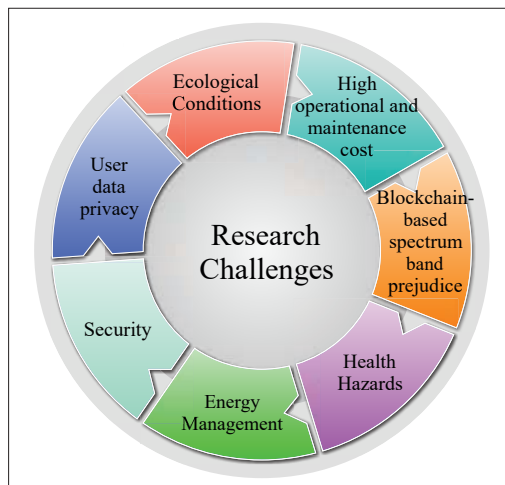 Ecological
Conditions
High
operational and
maintenance
cost
Blockchain-
based
spectrum
band
prejudice
Health
Hazards
Energy
Management
Security
User
data
privacy
Research
Challenges